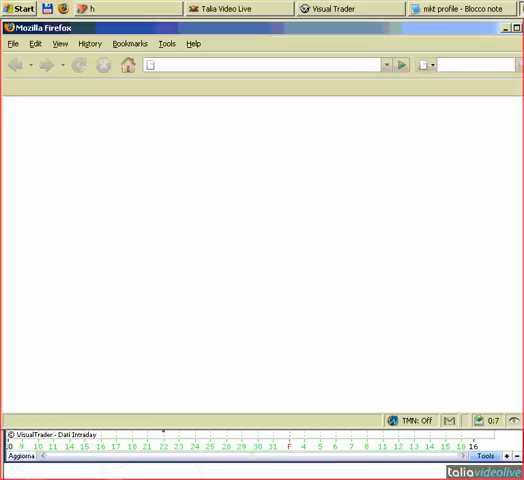 Start h Talia Video Live Visual Trader mkt profile - Blocco note
Mozilla Firefox
File Edit View History Bookmarks Tools Help
TMN: Off 0:7
© VisualTrader - Dati Intraday
9 10 11 14 15 16 17 18 21 22 23 24 25 28 29 30 31 F 4 5 6 7 8 11 12 13 14 15 18 16
Aggiorna Tools
taliavideolive